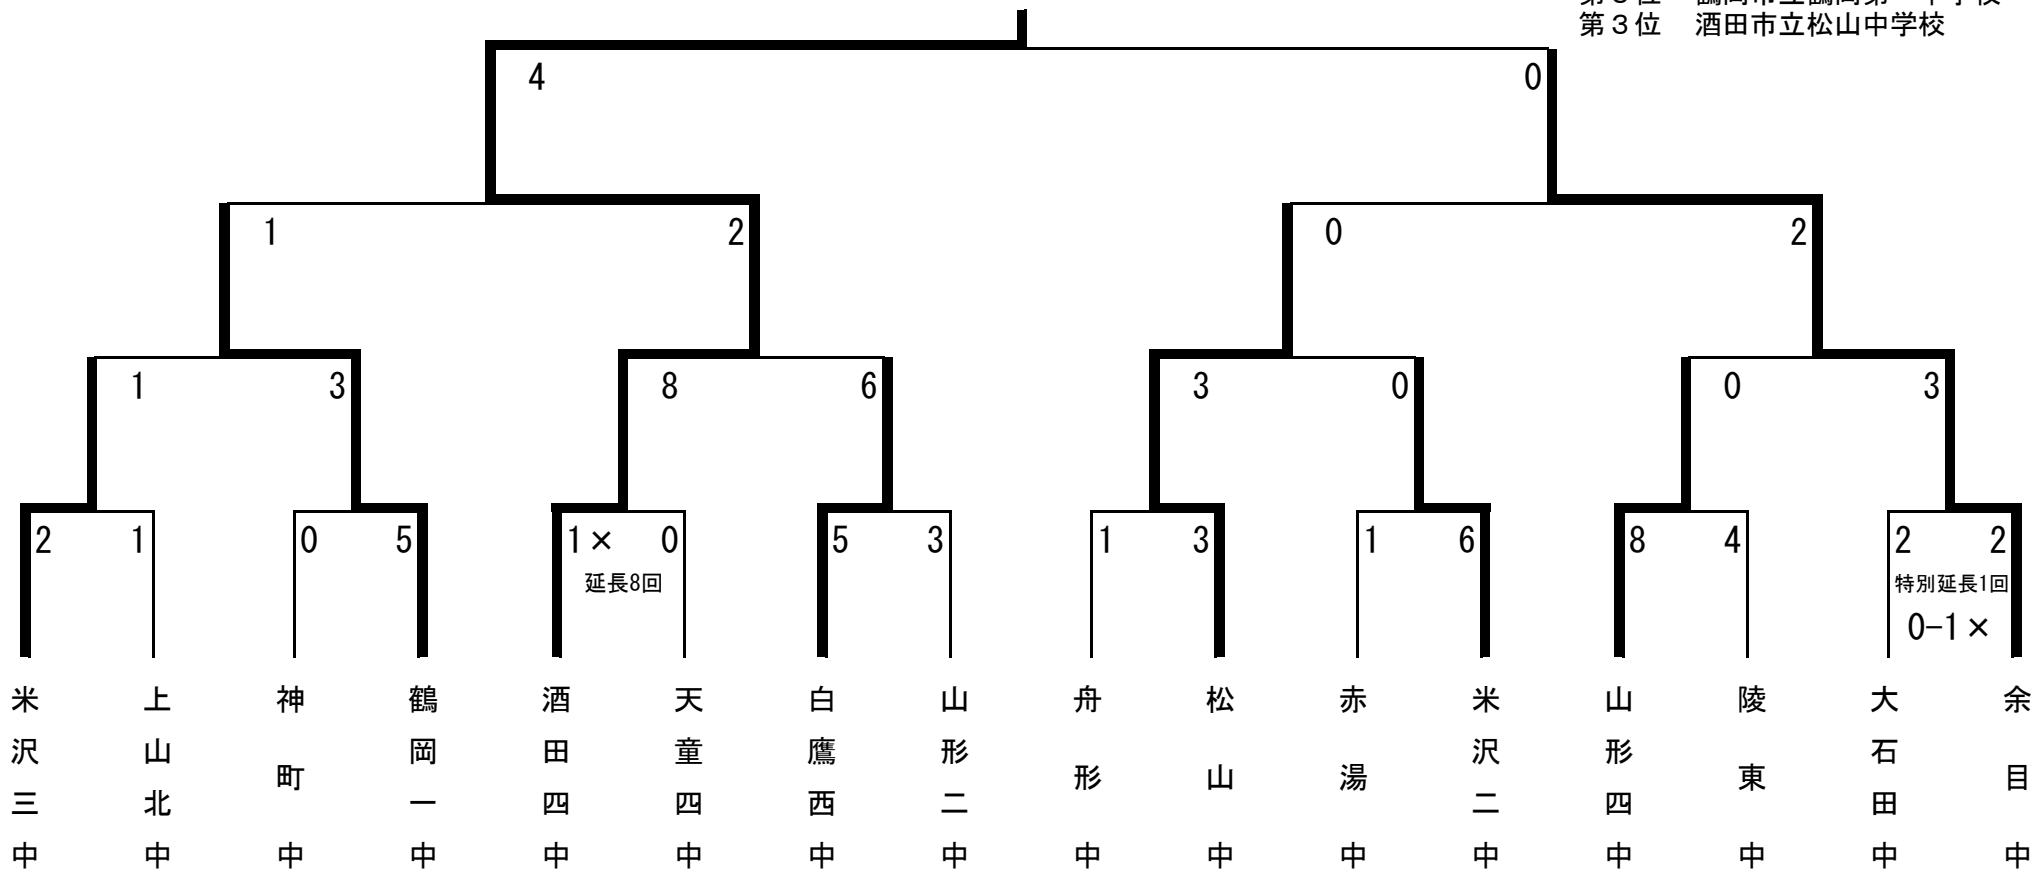 第３位 酒田市立松山中学校
4 0
1 2 0 2
1 3 8 6 3 0 0 3
2 1 0 5 1× 0 5 3 1 3 1 6 8 4 2 2
延長8回 特別延長1回
0-1×
米沢三中
上山北中
神町中
鶴岡一中
酒田四中
天童四中
白鷹西中
山形二中
舟形中
松山中
赤湯中
米沢二中
山形四中
陵東中
大石田中
余目中